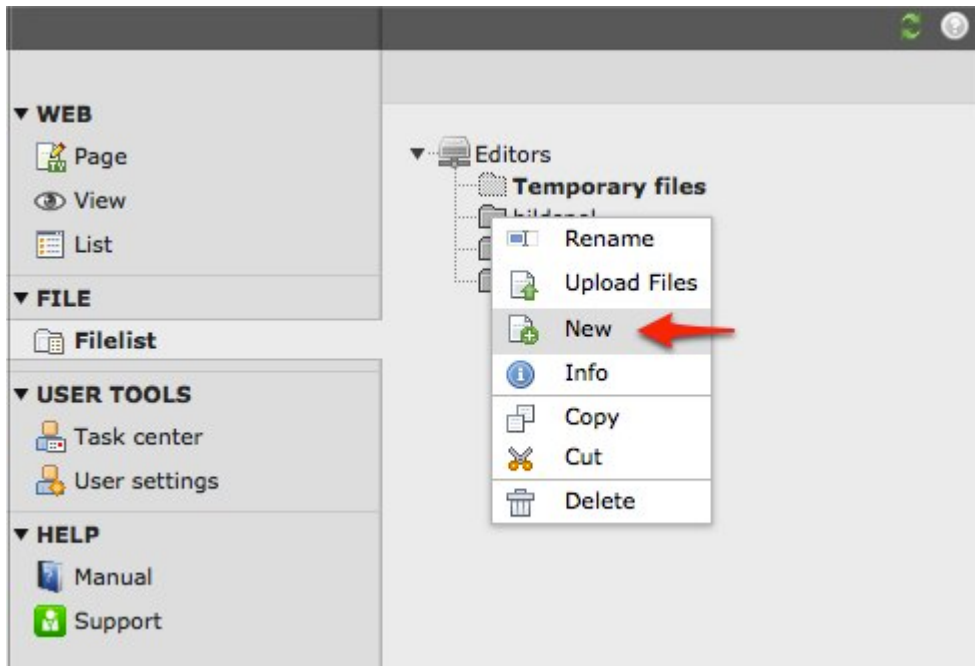 WEB
Page
View
List
FILE
Filelist
USER TOOLS
Task center
User settings
HELP
Manual
Support
Editors
Temporary files
Rename
Upload Files
New
Info
Copy
Cut
Delete